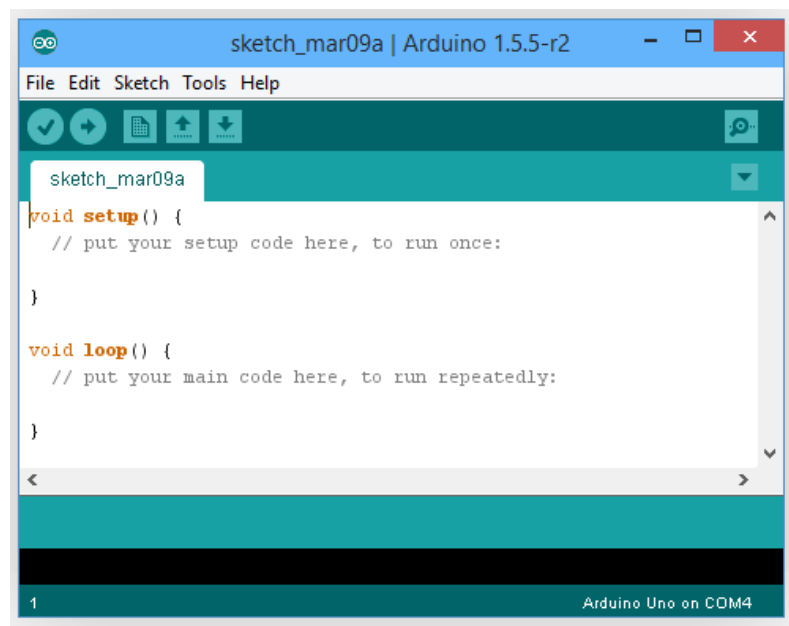 sketch_mar09a | Arduino 1.5.5-r2
File Edit Sketch Tools Help
sketch_mar09a
void setup() {
  // put your setup code here, to run once:
}
void loop() {
  // put your main code here, to run repeatedly:
}
1
Arduino Uno on COM4